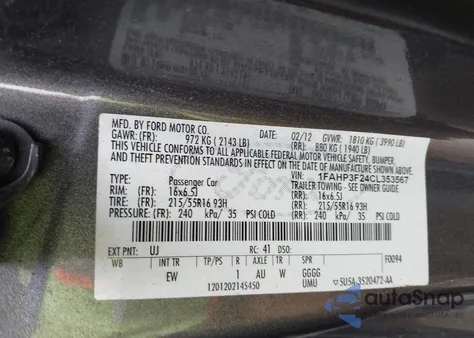 MFD. BY FORD MOTOR CO. 02/12 GVWR: 1810 KG ( 3990 LB)
GAWR: (FR): 972 KG ( 2143 LB) (RR): 880 KG ( 1940 LB)
THIS VEHICLE CONFORMS TO ALL APPLICABLE FEDERAL MOTOR VEHICLE SAFETY, BUMPER,
AND THEFT PREVENTION STANDARDS IN EFFECT ON THE DATE OF
MANUFACTURE SHOWN ABOVE.
VIN: 1FAHP3F24CL353567
TYPE: Passenger Car TRAILER TOWING - SEE OWNER GUIDE
RIM: (FR) 16x6.5J (RR): 16x6.5J
TIRE: (FR) 215/55R16 93H (RR): 215/55R16 93H
PRESSURE: (FR) 240 kPa/ 35 PSI COLD (RR): 240 kPa/ 35 PSI COLD
EXT PNT: UJ RC: 41 DSO: F0094
WB INT TR TP/PS R AXLE TR SPR
EW 1 AU W GGGG
1201202145450 UMU 5U5A-3520472-AA
autoSnap